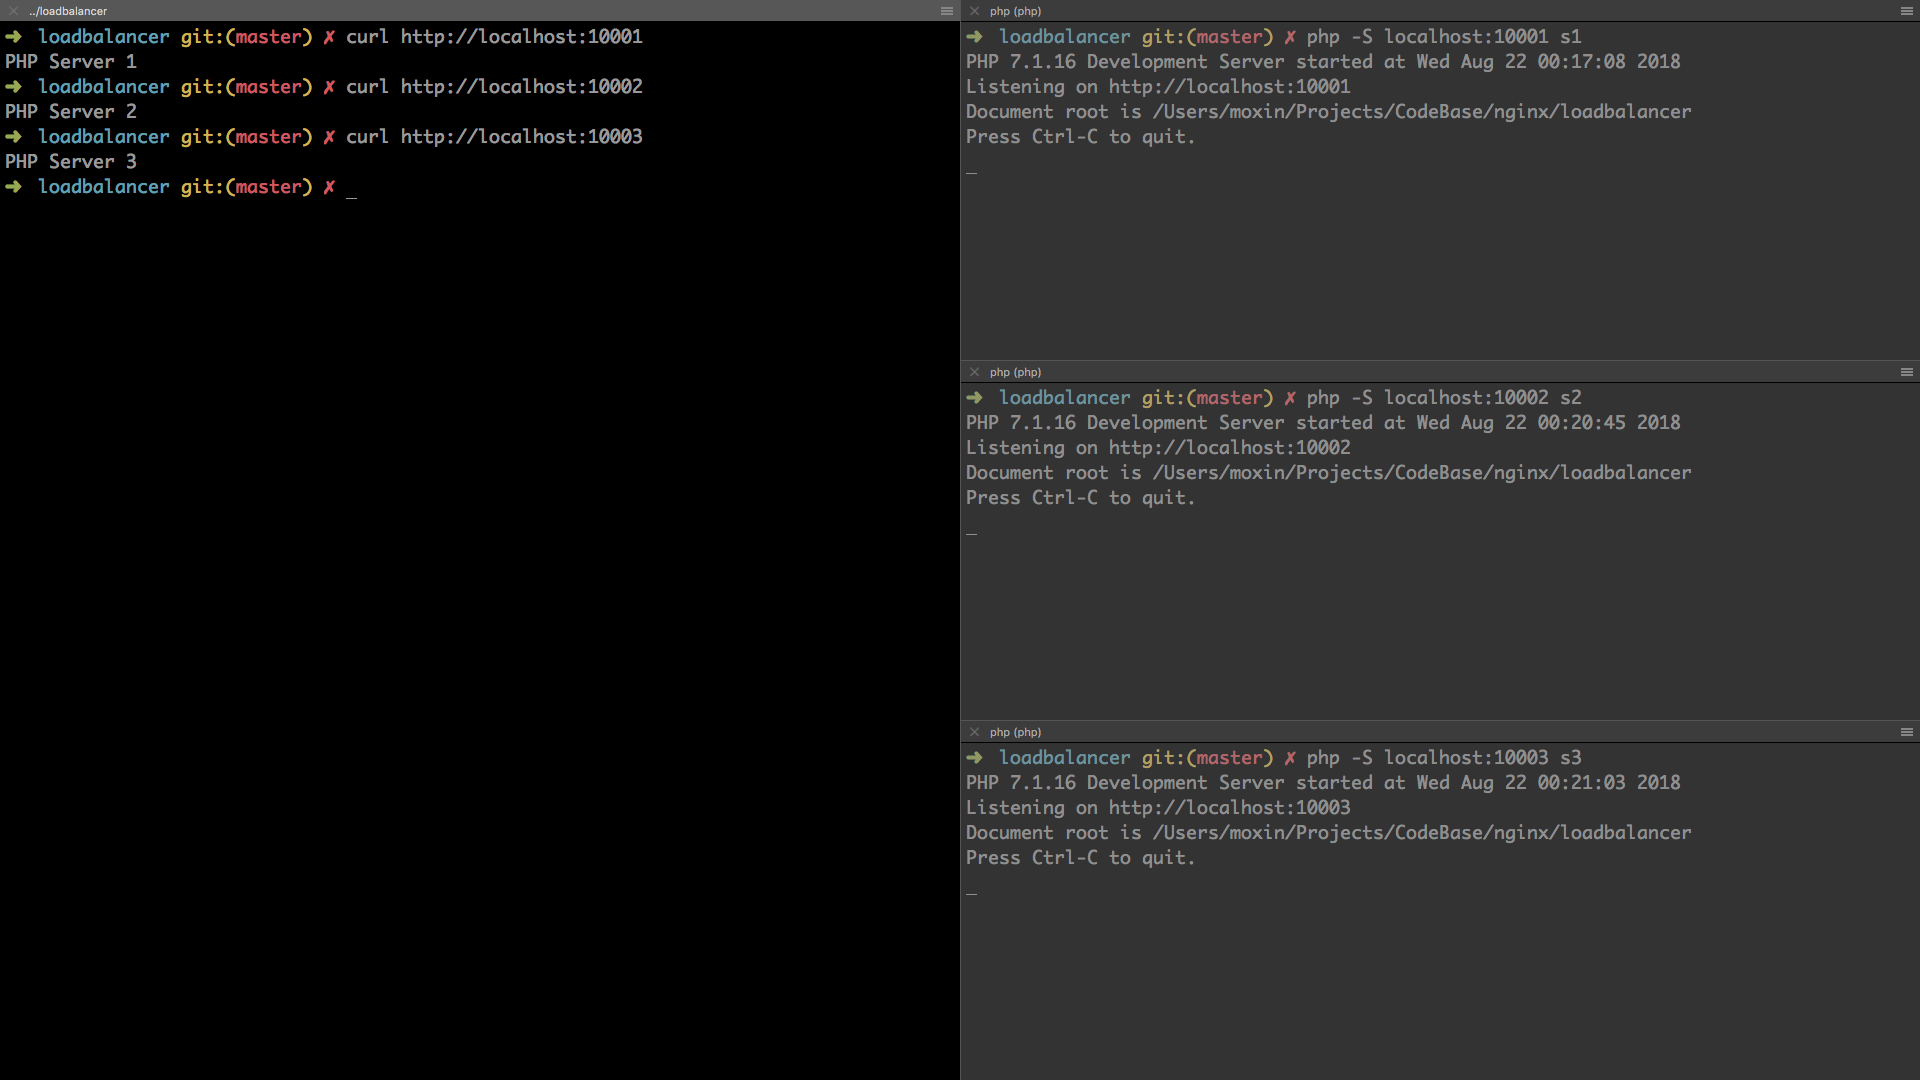 ../loadbalancer
➜ loadbalancer git:(master) ✗ curl http://localhost:10001
PHP Server 1
➜ loadbalancer git:(master) ✗ curl http://localhost:10002
PHP Server 2
➜ loadbalancer git:(master) ✗ curl http://localhost:10003
PHP Server 3
➜ loadbalancer git:(master) ✗ _
php (php)
➜ loadbalancer git:(master) ✗ php -S localhost:10001 s1
PHP 7.1.16 Development Server started at Wed Aug 22 00:17:08 2018
Listening on http://localhost:10001
Document root is /Users/moxin/Projects/CodeBase/nginx/loadbalancer
Press Ctrl-C to quit.
_
php (php)
➜ loadbalancer git:(master) ✗ php -S localhost:10002 s2
PHP 7.1.16 Development Server started at Wed Aug 22 00:20:45 2018
Listening on http://localhost:10002
Document root is /Users/moxin/Projects/CodeBase/nginx/loadbalancer
Press Ctrl-C to quit.
_
php (php)
➜ loadbalancer git:(master) ✗ php -S localhost:10003 s3
PHP 7.1.16 Development Server started at Wed Aug 22 00:21:03 2018
Listening on http://localhost:10003
Document root is /Users/moxin/Projects/CodeBase/nginx/loadbalancer
Press Ctrl-C to quit.
_